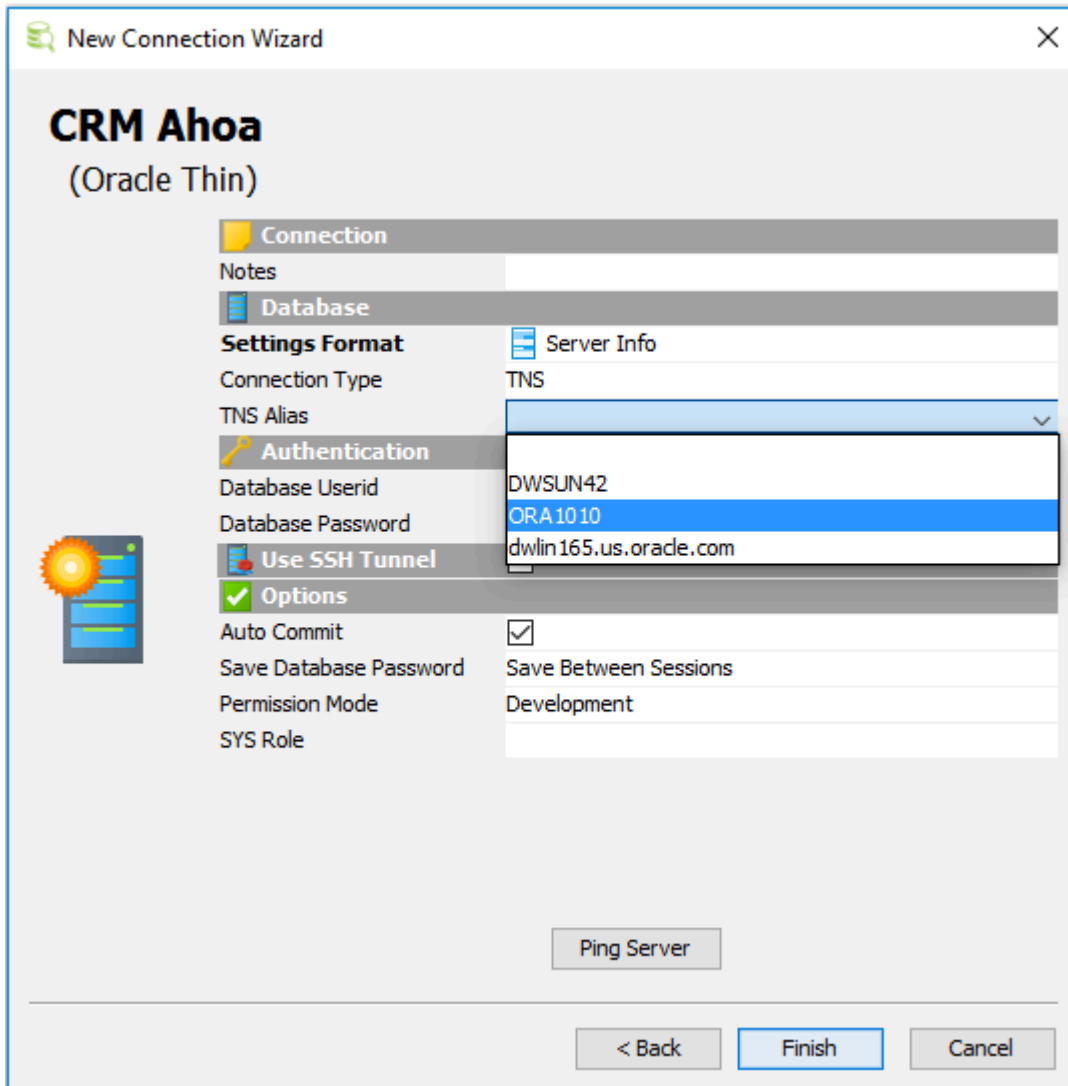 New Connection Wizard
CRM Ahoa
(Oracle Thin)
Connection
Notes
Database
Settings Format Server Info
Connection Type TNS
TNS Alias
Authentication
Database Userid DWSUN42
ORA1010
Database Password
dwlin165.us.oracle.com
Use SSH Tunnel
Options
Auto Commit
Save Database Password Save Between Sessions
Permission Mode Development
SYS Role
Ping Server
< Back Finish Cancel